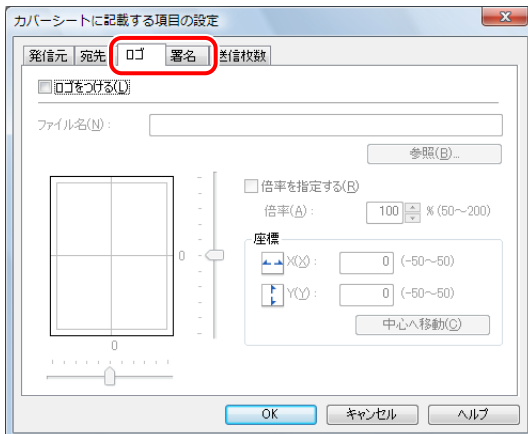 カバーシートに記載する項目の設定
発信元 宛先 ロゴ 署名 送信枚数
ロゴをつける(L)
ファイル名(N):
参照(B)...
倍率を指定する(R)
倍率(A): 100 % (50～200)
座標
0
X(X): 0 (-50～50)
Y(Y): 0 (-50～50)
中心へ移動(C)
0
OK キャンセル ヘルプ